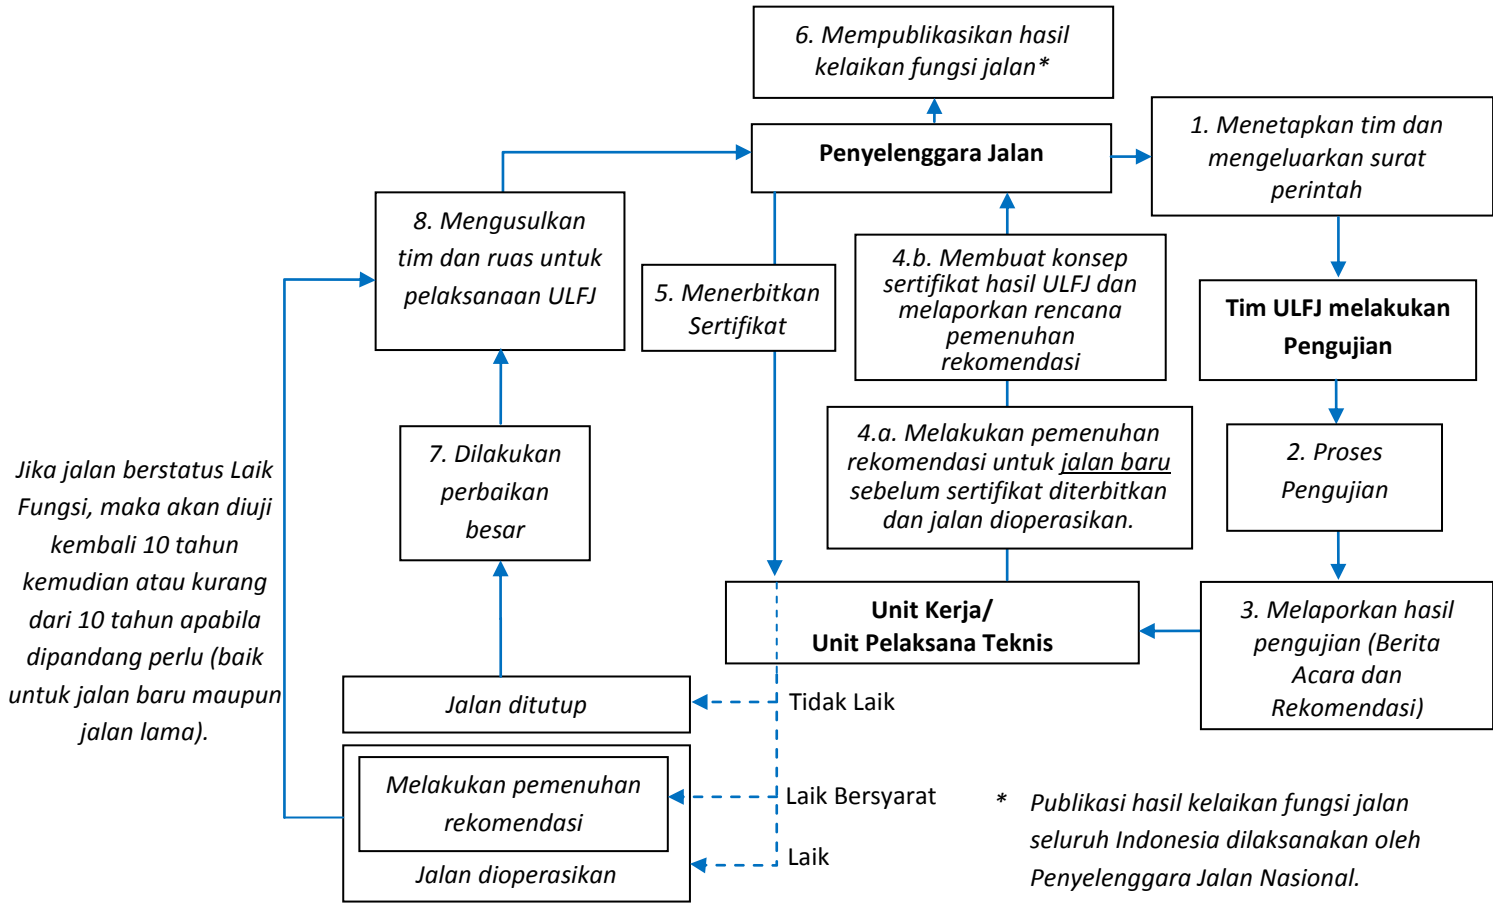 6. Mempublikasikan hasil
kelaikan fungsi jalan*
Penyelenggara Jalan
1. Menetapkan tim dan
mengeluarkan surat
perintah
8. Mengusulkan
tim dan ruas untuk
pelaksanaan ULFJ
5. Menerbitkan
Sertifikat
4.b. Membuat konsep
sertifikat hasil ULFJ dan
melaporkan rencana
pemenuhan
rekomendasi
Tim ULFJ melakukan
Pengujian
4.a. Melakukan pemenuhan
rekomendasi untuk jalan baru
sebelum sertifikat diterbitkan
dan jalan dioperasikan.
2. Proses
Pengujian
7. Dilakukan
perbaikan
besar
Jika jalan berstatus Laik
Fungsi, maka akan diuji
kembali 10 tahun
kemudian atau kurang
dari 10 tahun apabila
dipandang perlu (baik
untuk jalan baru maupun
jalan lama).
Unit Kerja/
Unit Pelaksana Teknis
3. Melaporkan hasil
pengujian (Berita
Acara dan
Rekomendasi)
Jalan ditutup
Tidak Laik
Melakukan pemenuhan
rekomendasi
Laik Bersyarat
Jalan dioperasikan
Laik
* Publikasi hasil kelaikan fungsi jalan
seluruh Indonesia dilaksanakan oleh
Penyelenggara Jalan Nasional.